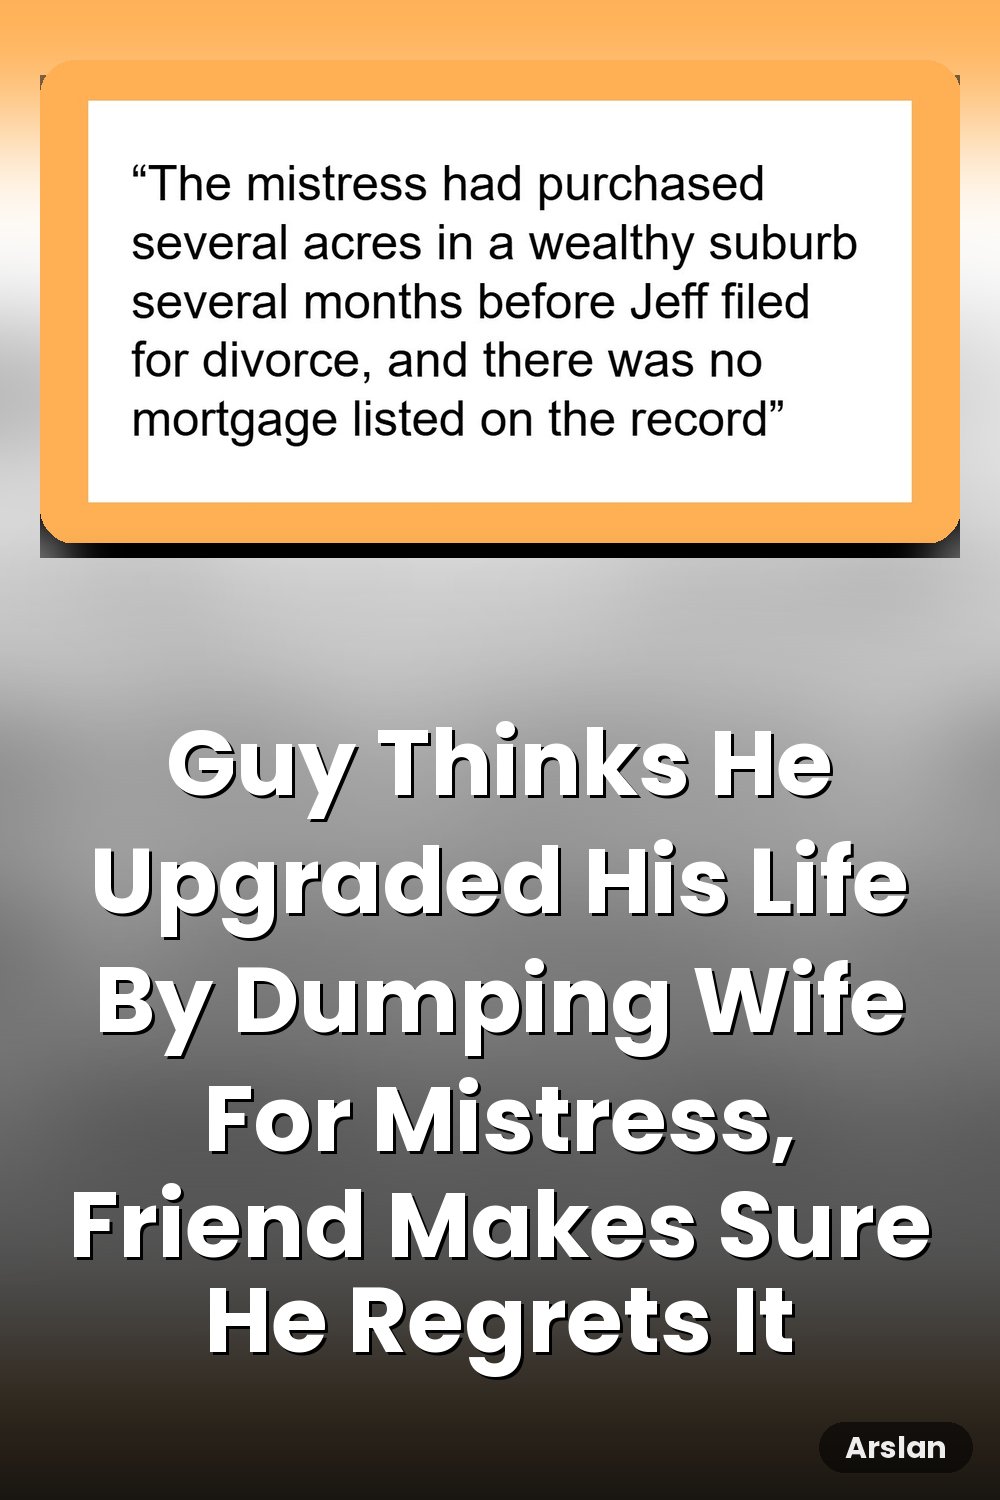 “The mistress had purchased
several acres in a wealthy suburb
several months before Jeff filed
for divorce, and there was no
mortgage listed on the record”
Guy Thinks He
Upgraded His Life
By Dumping Wife
For Mistress,
Friend Makes Sure
He Regrets It
Arslan